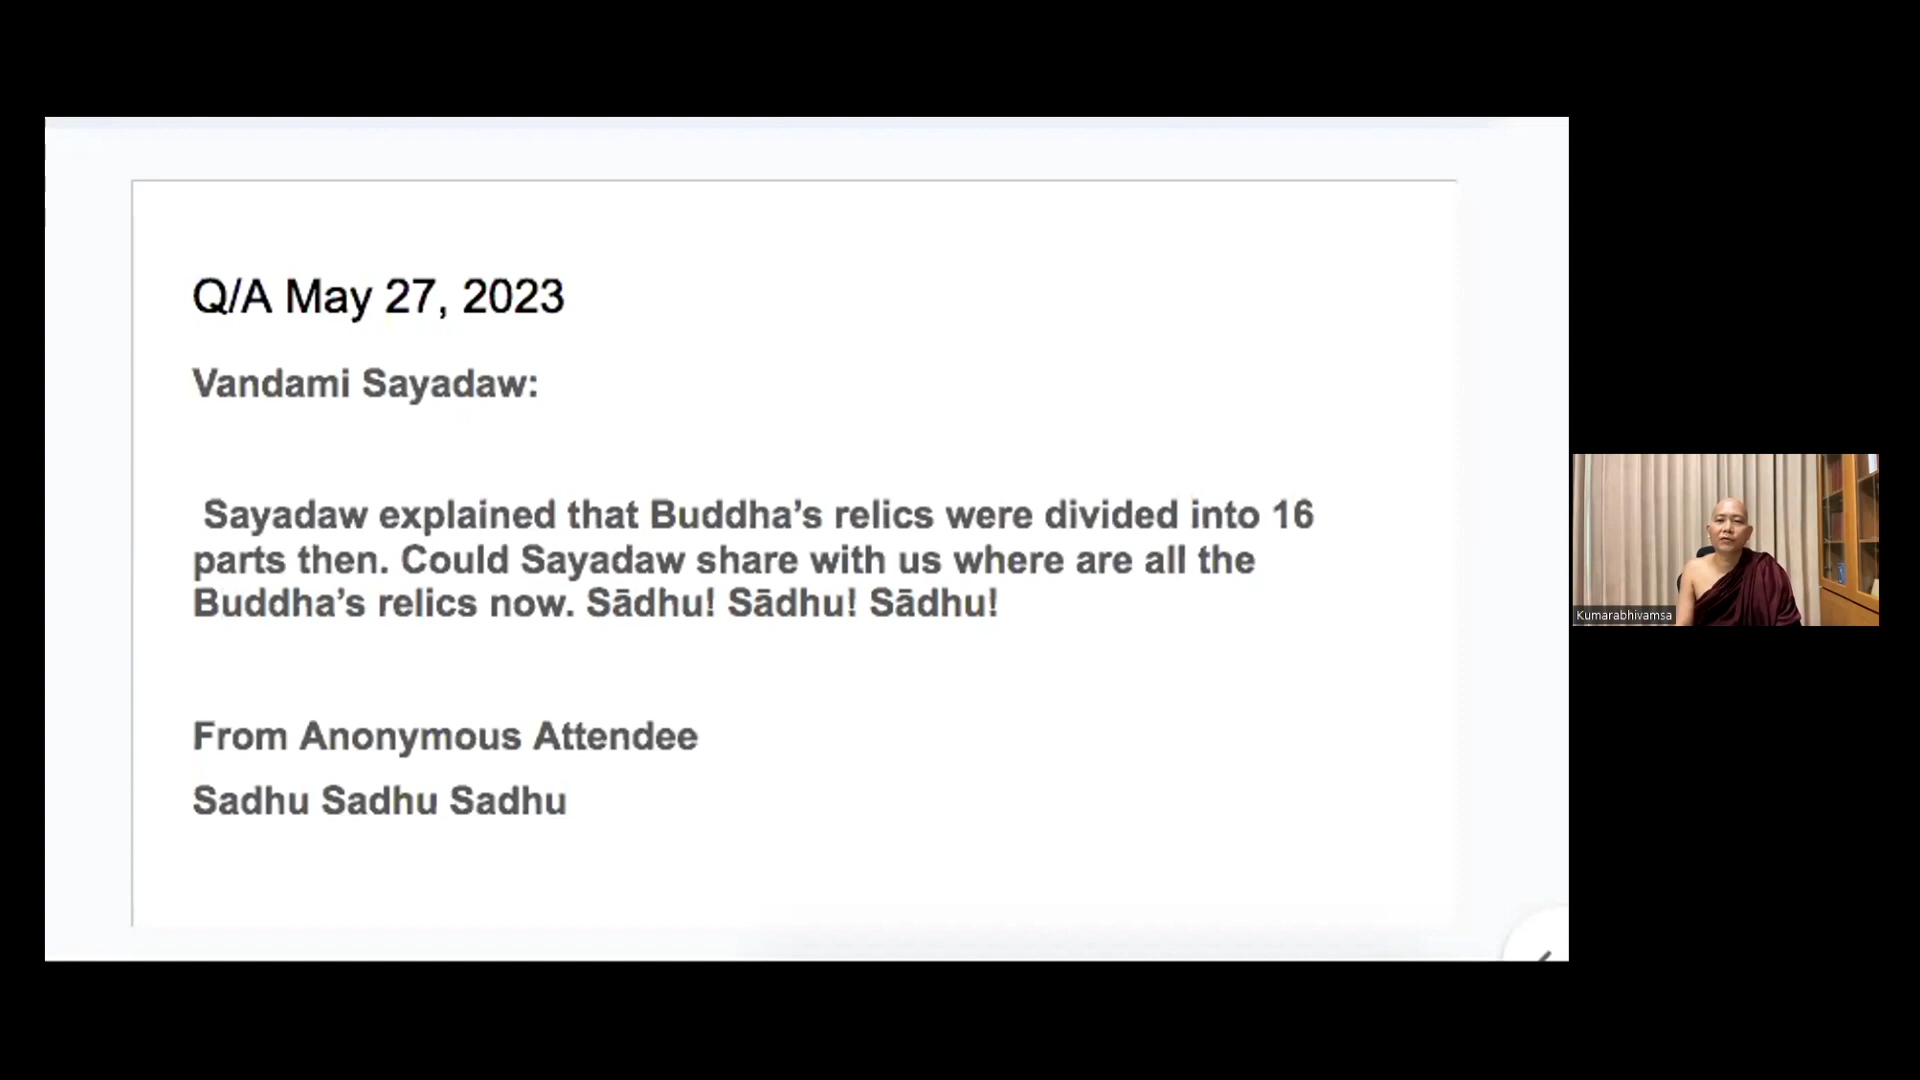 Q/A May 27, 2023
Vandami Sayadaw:
Sayadaw explained that Buddha’s relics were divided into 16
parts then. Could Sayadaw share with us where are all the
Buddha’s relics now. Sādhu! Sādhu! Sādhu!
From Anonymous Attendee
Sadhu Sadhu Sadhu
Kumarabhivamsa